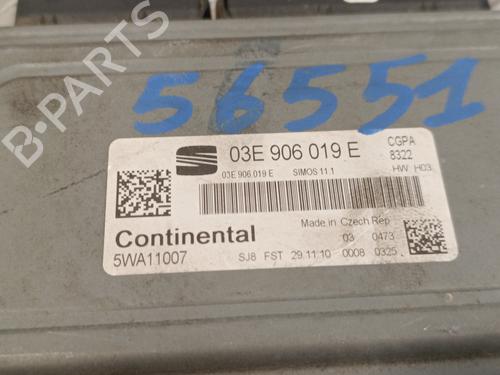 B-PARTS
56551
03E 906 019 E
CGPA
8322
03E 906 019 E SIMOS 11.1
HW H03
Made in Czech Rep
Continental
03 0473
5WA11007
SJ8 FST 29.11.10 0008 0325